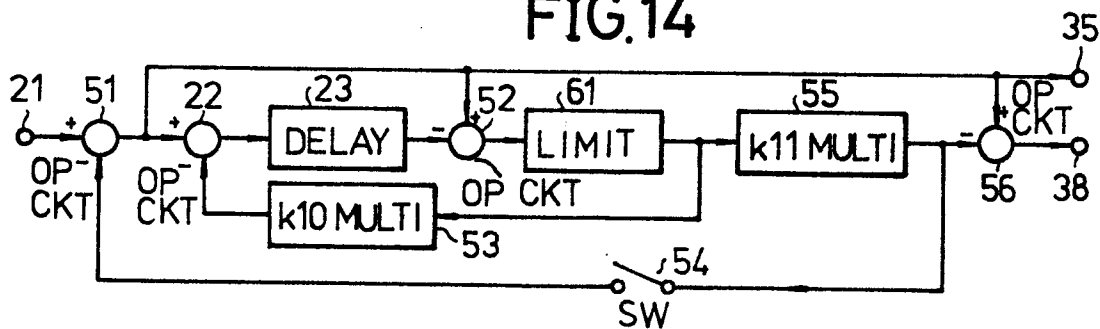 FIG.14
35
21
51
22
23
52
61
55
+
+
-
+
-
+
OP
CKT
DELAY
LIMIT
k11 MULTI
OP
CKT
-
OP
CKT
-
OP CKT
56
38
k10 MULTI
53
54
SW